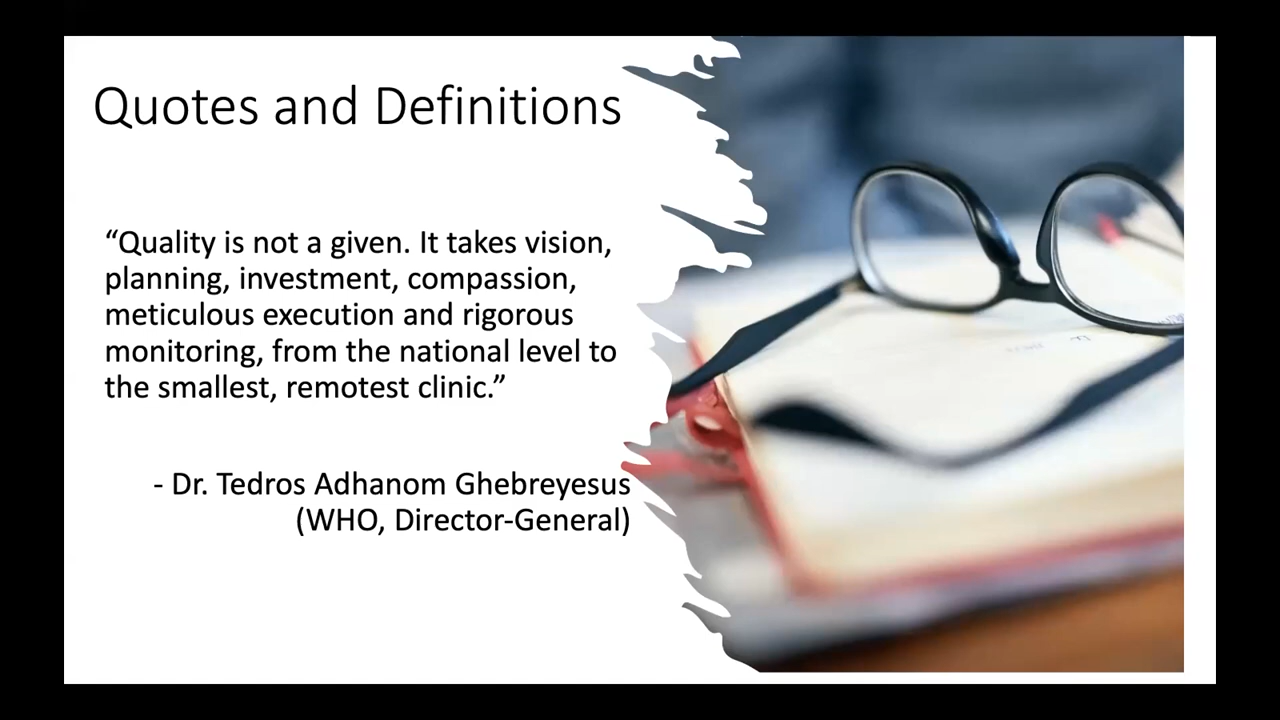 Quotes and Definitions
“Quality is not a given. It takes vision,
planning, investment, compassion,
meticulous execution and rigorous
monitoring, from the national level to
the smallest, remotest clinic.”
- Dr. Tedros Adhanom Ghebreyesus
(WHO, Director-General)